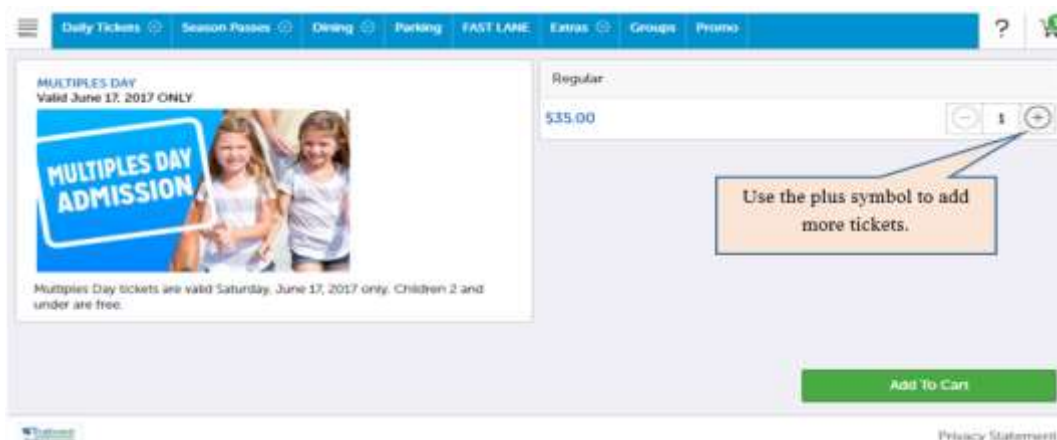 Daily Tickets Season Passes Dining Parking FAST LANE Extras Groups Promo ?
MULTIPLES DAY
Valid June 17, 2017 ONLY
MULTIPLES DAY
ADMISSION
Multiples Day tickets are valid Saturday, June 17, 2017 only. Children 2 and
under are free.
Regular
$35.00
1
Use the plus symbol to add
more tickets.
Add To Cart
Privacy Statement